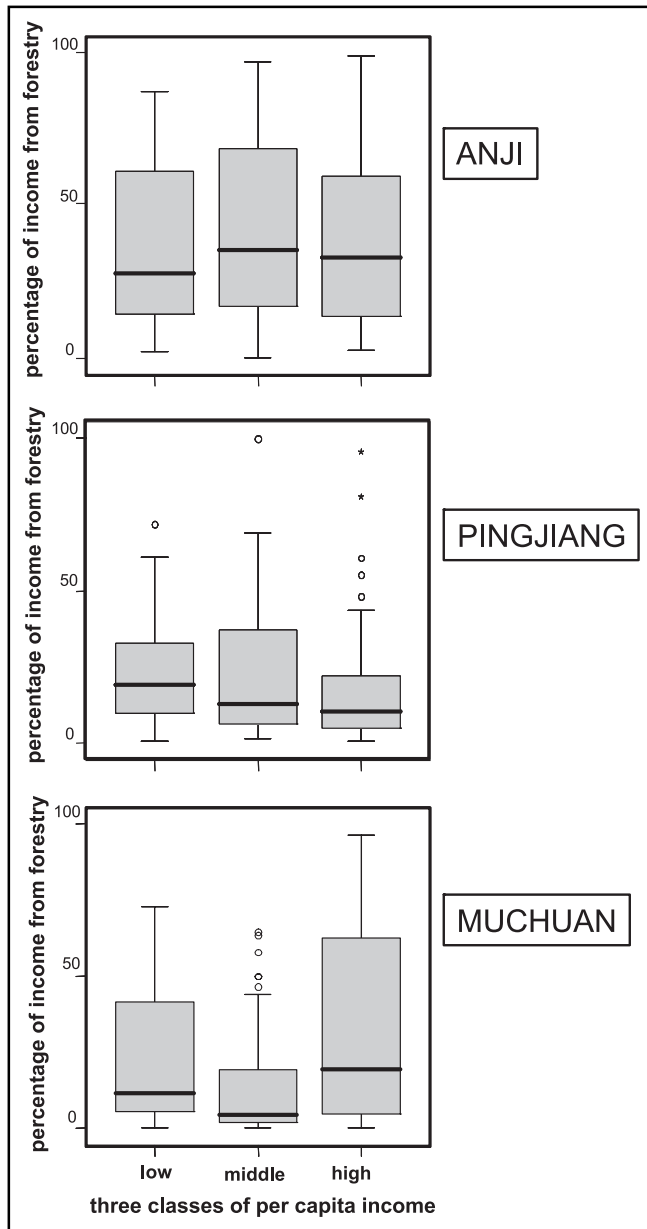 percentage of income from forestry
100
50
0
ANJI
percentage of income from forestry
100
50
0
PINGJIANG
percentage of income from forestry
100
50
0
MUCHUAN
low middle high
three classes of per capita income